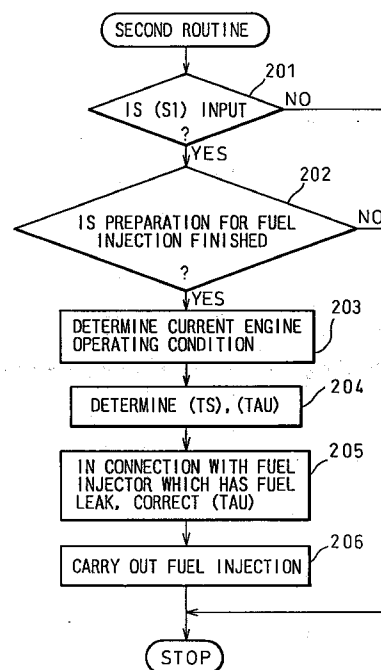 SECOND ROUTINE
201
IS (S1) INPUT
?
NO
YES
202
IS PREPARATION FOR FUEL
INJECTION FINISHED
?
NO
YES
203
DETERMINE CURRENT ENGINE
OPERATING CONDITION
204
DETERMINE (TS), (TAU)
205
IN CONNECTION WITH FUEL
INJECTOR WHICH HAS FUEL
LEAK, CORRECT (TAU)
206
CARRY OUT FUEL INJECTION
STOP